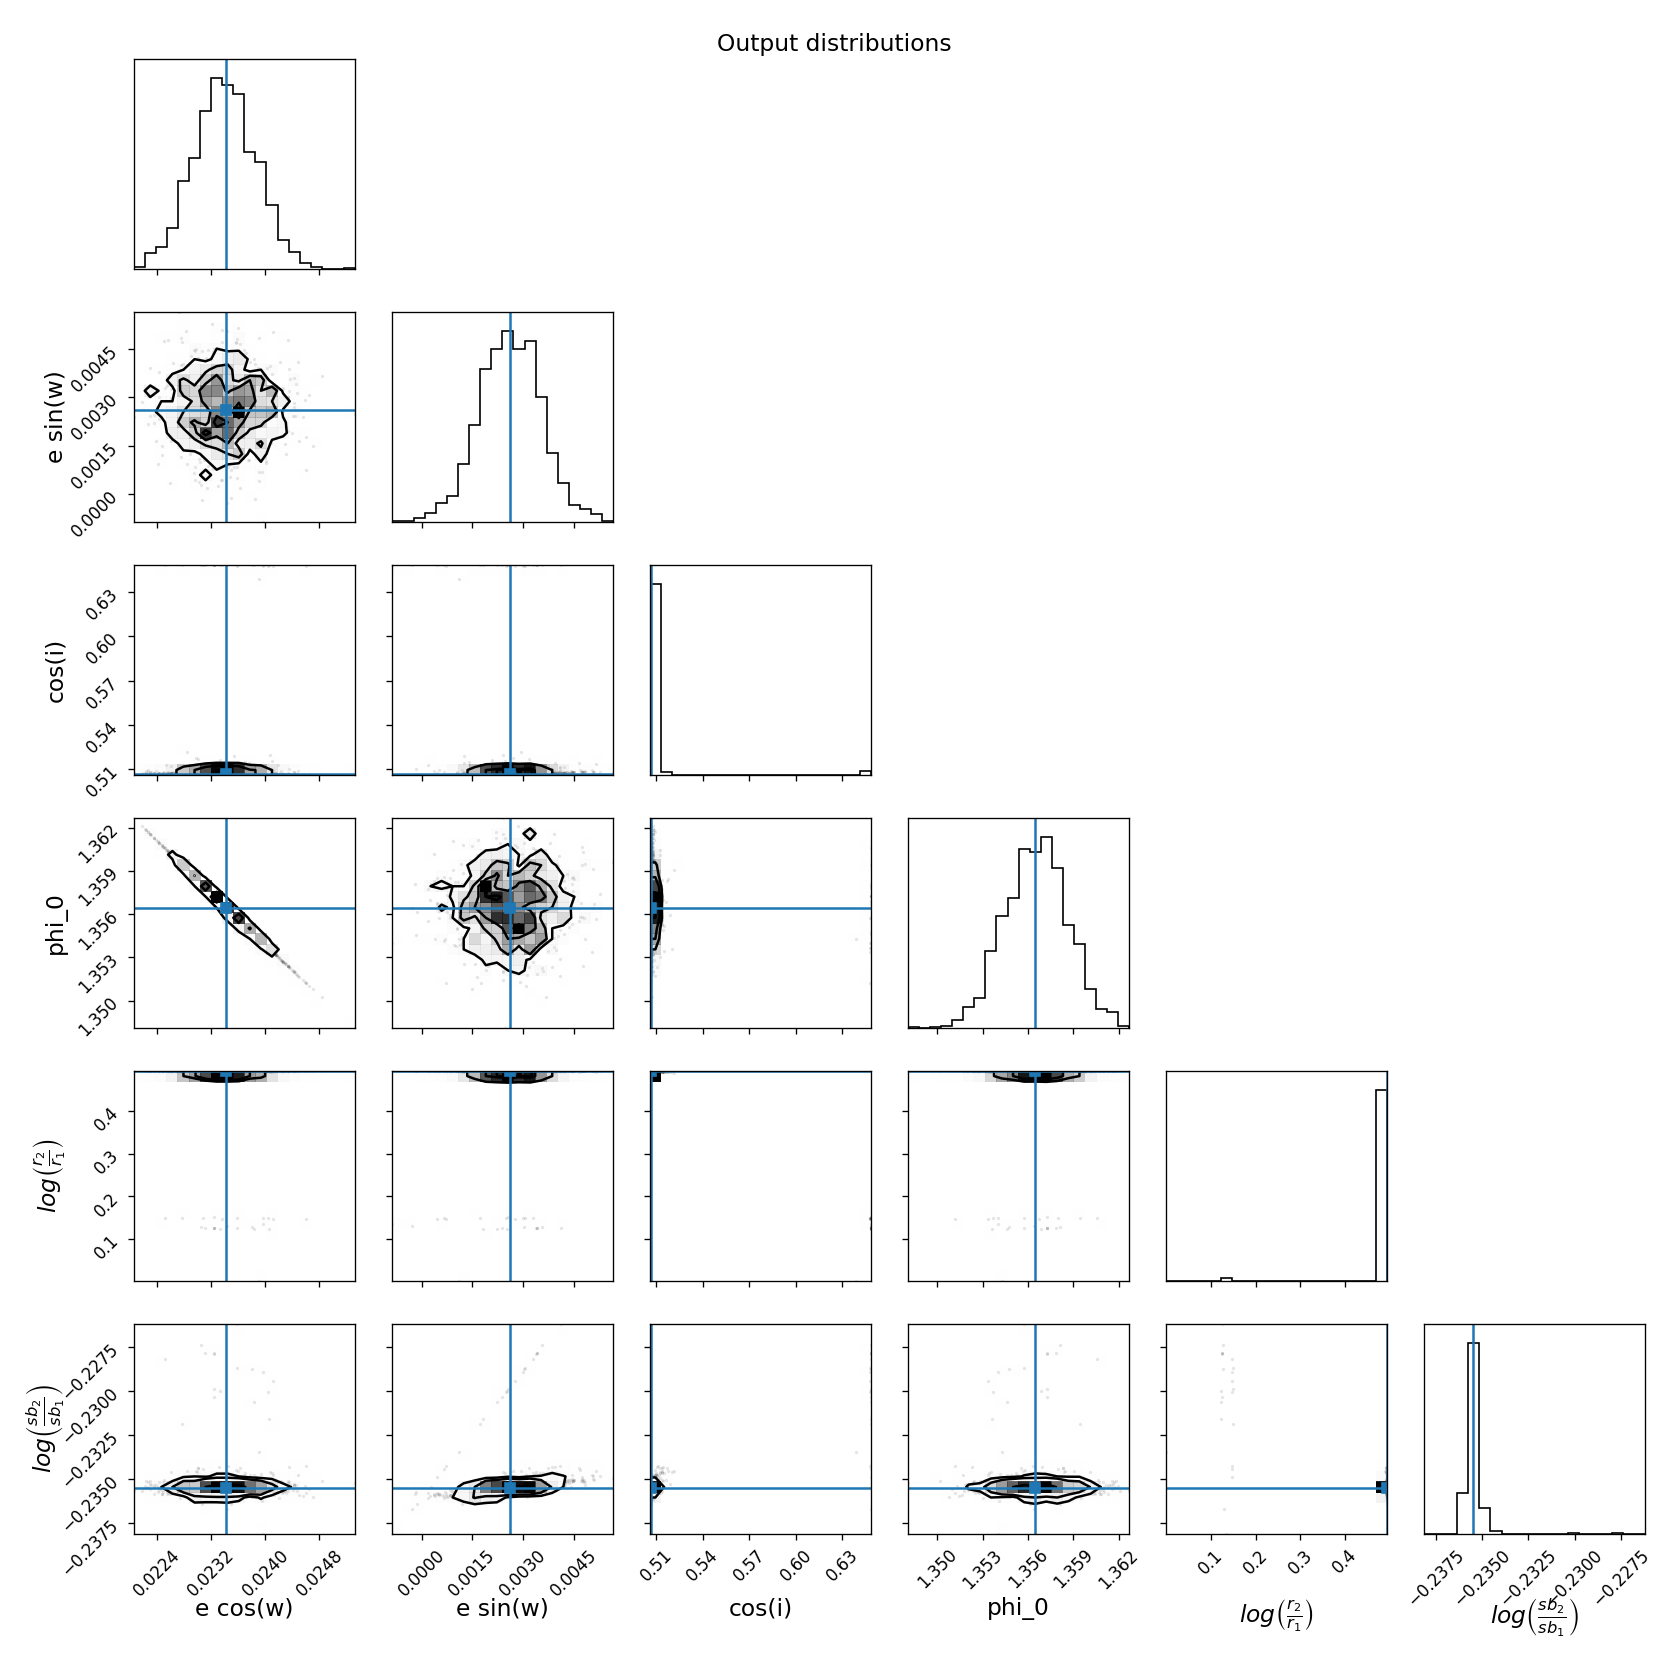 Output distributions
e sin(w)
0.0045
0.0030
0.0015
0.0000
cos(i)
0.63
0.60
0.57
0.54
0.51
phi_0
1.362
1.359
1.356
1.353
1.350
log(r₂/r₁)
0.4
0.3
0.2
0.1
log(sb₂/sb₁)
−0.2275
−0.2300
−0.2325
−0.2350
−0.2375
0.0224 0.0232 0.0240 0.0248
0.0000 0.0015 0.0030 0.0045
0.51 0.54 0.57 0.60 0.63
1.350 1.353 1.356 1.359 1.362
0.1 0.2 0.3 0.4
−0.2375 −0.2350 −0.2325 −0.2300 −0.2275
e cos(w) e sin(w) cos(i) phi_0 log(r₂/r₁) log(sb₂/sb₁)